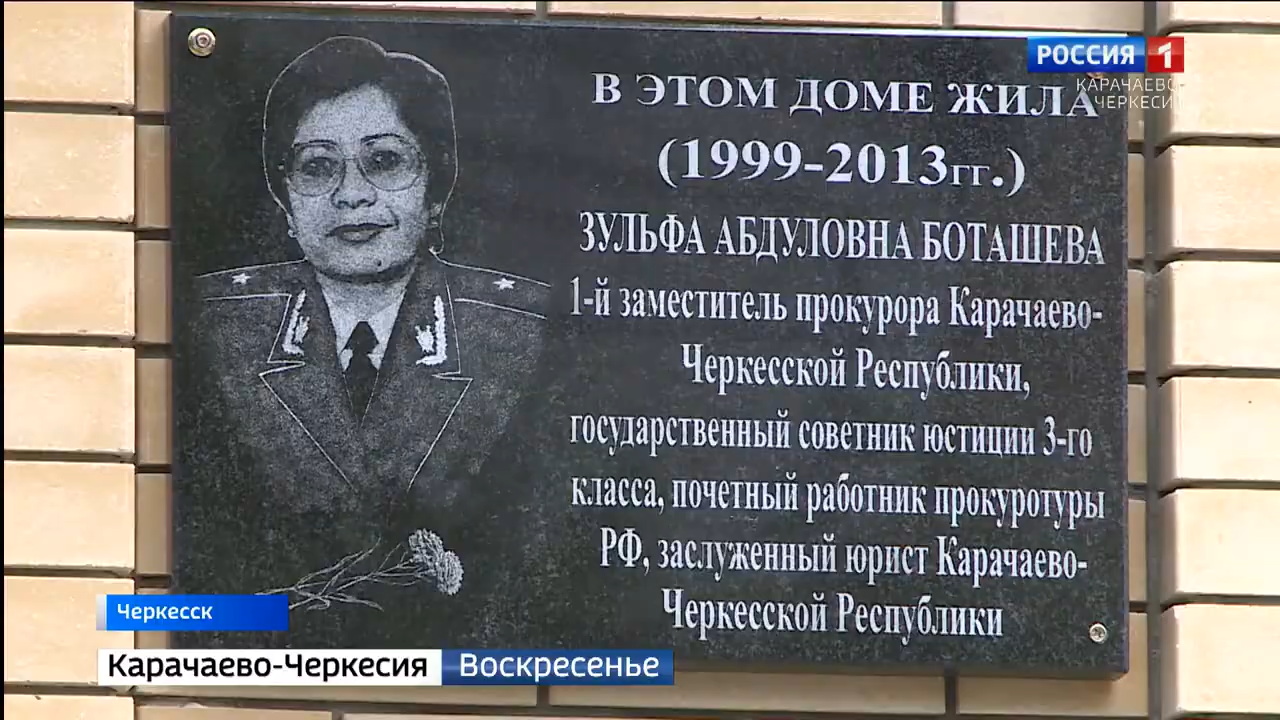 РОССИЯ 1
КАРАЧАЕВО-
ЧЕРКЕСИЯ
В ЭТОМ ДОМЕ ЖИЛА
(1999-2013гг.)
ЗУЛЬФА АБДУЛОВНА БОТАШЕВА
1-й заместитель прокурора Карачаево-
Черкесской Республики,
государственный советник юстиции 3-го
класса, почетный работник прокуротуры
РФ, заслуженный юрист Карачаево-
Черкесской Республики
Черкесск
Карачаево-Черкесия Воскресенье